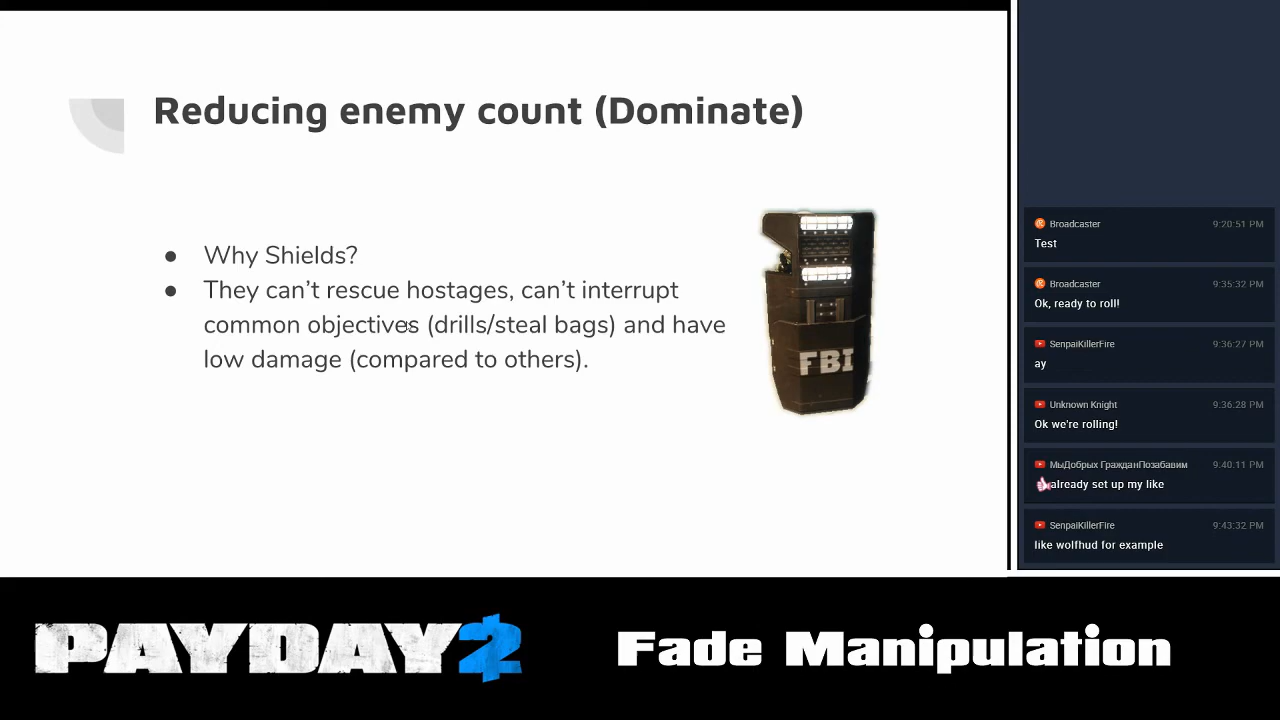 Reducing enemy count (Dominate)
● Why Shields?
● They can’t rescue hostages, can’t interrupt
common objectives (drills/steal bags) and have
low damage (compared to others).
FBI
Broadcaster 9:20:51 PM
Test
Broadcaster 9:35:32 PM
Ok, ready to roll!
SenpaiKillerFire 9:36:27 PM
ay
Unknown Knight 9:36:28 PM
Ok we're rolling!
МыДобрых ГражданПозабавим 9:40:11 PM
already set up my like
SenpaiKillerFire 9:43:32 PM
like wolfhud for example
PAYDAY 2
Fade Manipulation